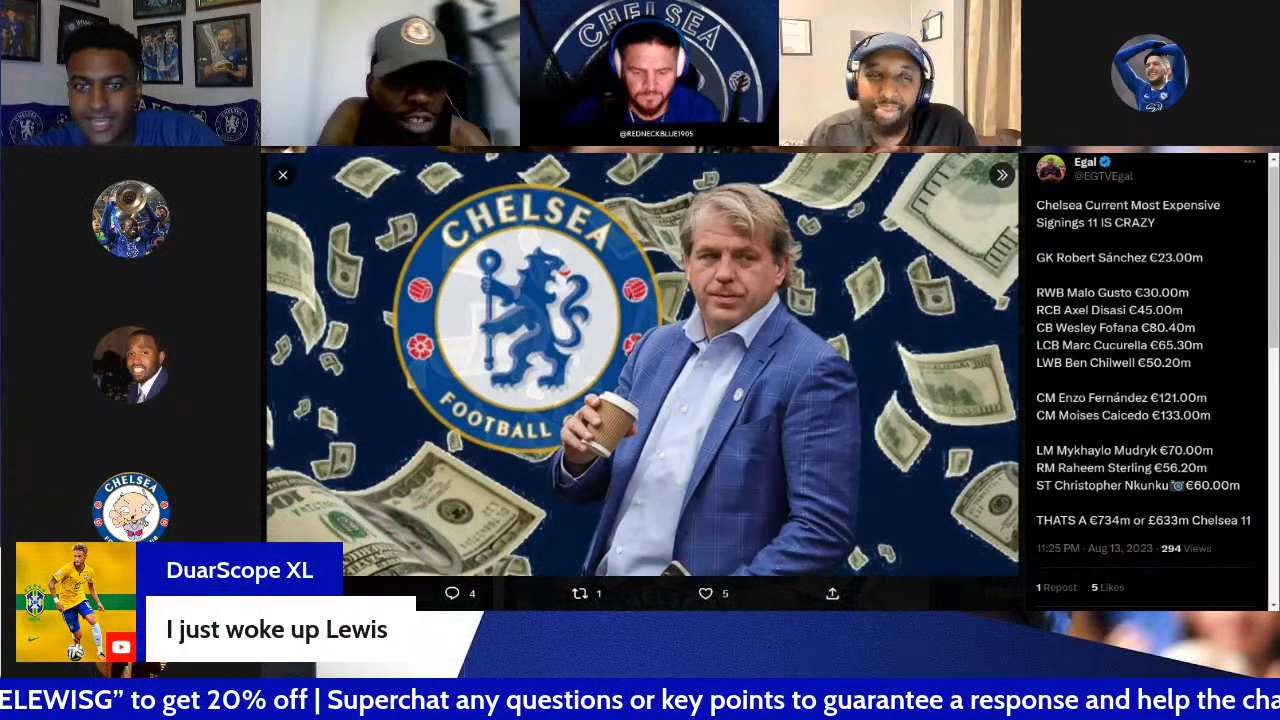 CHELSEA
@REDNECKBLUE1905
CHELSEA
FOOTBALL
Egal
@EGTVEgal
Chelsea Current Most Expensive
Signings 11 IS CRAZY
GK Robert Sánchez €23.00m
RWB Malo Gusto €30.00m
RCB Axel Disasi €45.00m
CB Wesley Fofana €80.40m
LCB Marc Cucurella €65.30m
LWB Ben Chilwell €50.20m
CM Enzo Fernández €121.00m
CM Moises Caicedo €133.00m
LM Mykhaylo Mudryk €70.00m
RM Raheem Sterling €56.20m
ST Christopher Nkunku📷€60.00m
THATS A €734m or £633m Chelsea 11
11:25 PM · Aug 13, 2023 · 294 Views
1 Repost 5 Likes
4 1 5
CHELSEA
DuarScope XL
I just woke up Lewis
ELEWISG” to get 20% off | Superchat any questions or key points to guarantee a response and help the cha